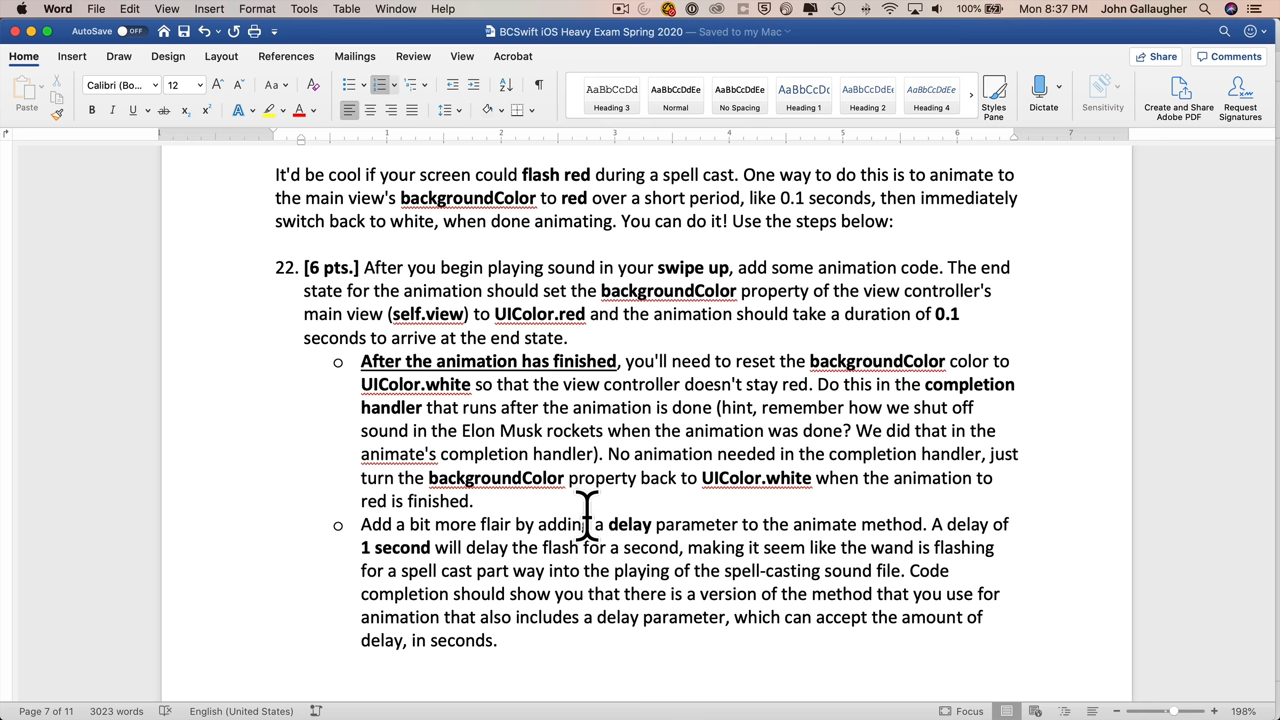 Word File Edit View Insert Format Tools Table Window Help 100% Mon 8:37 PM John Gallaugher
AutoSave OFF BCSwift iOS Heavy Exam Spring 2020 — Saved to my Mac
Home Insert Draw Design Layout References Mailings Review View Acrobat Share Comments
Paste Calibri (Bo... 12 AaBbCcDd AaBbCcDdEe AaBbCcDdEe AaBbCcDc AaBbCcDdEe AaBbCcDdEe
B I U ab x₂ x² A A Heading 3 Normal No Spacing Heading 1 Heading 2 Heading 4 Styles Pane Dictate Sensitivity Create and Share Adobe PDF Request Signatures
1 1 2 3 4 5 6 7
It'd be cool if your screen could flash red during a spell cast. One way to do this is to animate to
the main view's backgroundColor to red over a short period, like 0.1 seconds, then immediately
switch back to white, when done animating. You can do it! Use the steps below:
22. [6 pts.] After you begin playing sound in your swipe up, add some animation code. The end
state for the animation should set the backgroundColor property of the view controller's
main view (self.view) to UIColor.red and the animation should take a duration of 0.1
seconds to arrive at the end state.
o After the animation has finished, you'll need to reset the backgroundColor color to
UIColor.white so that the view controller doesn't stay red. Do this in the completion
handler that runs after the animation is done (hint, remember how we shut off
sound in the Elon Musk rockets when the animation was done? We did that in the
animate's completion handler). No animation needed in the completion handler, just
turn the backgroundColor property back to UIColor.white when the animation to
red is finished.
o Add a bit more flair by adding a delay parameter to the animate method. A delay of
1 second will delay the flash for a second, making it seem like the wand is flashing
for a spell cast part way into the playing of the spell-casting sound file. Code
completion should show you that there is a version of the method that you use for
animation that also includes a delay parameter, which can accept the amount of
delay, in seconds.
Page 7 of 11 3023 words English (United States) Focus 198%